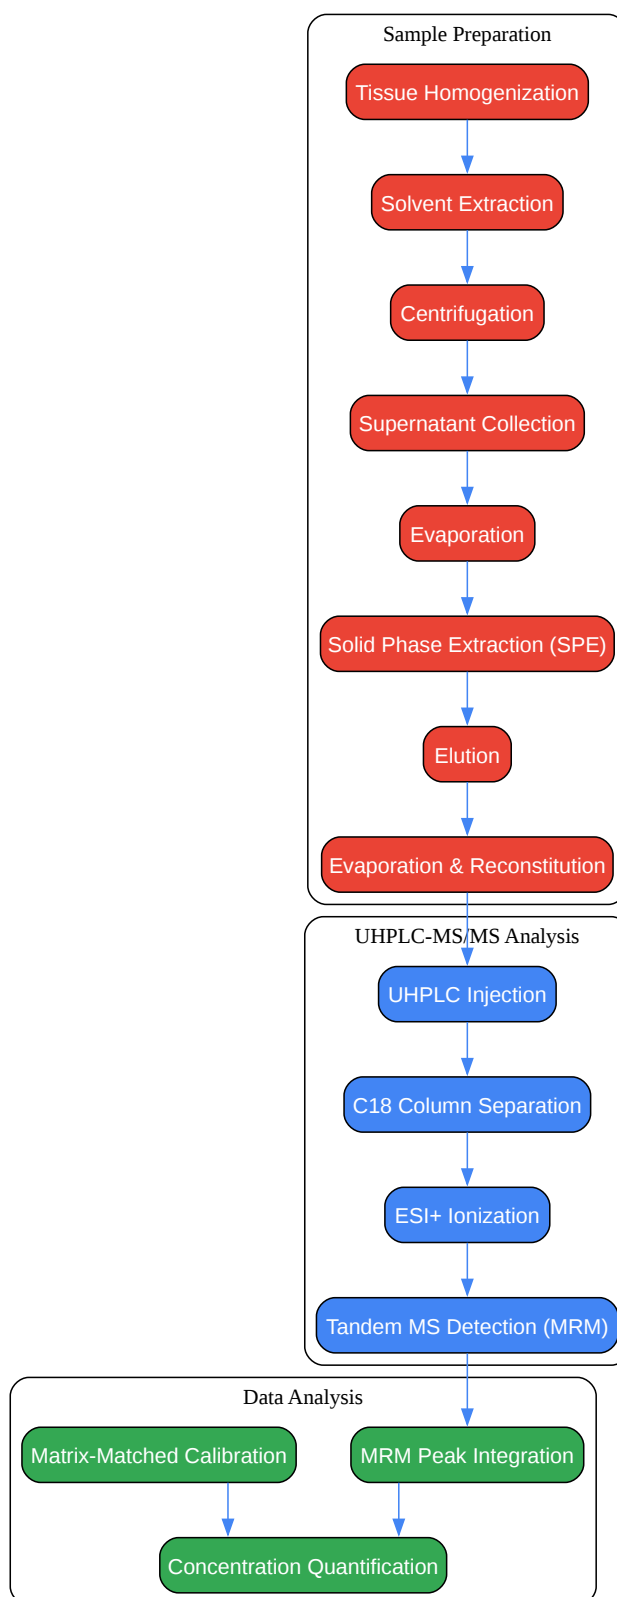 Sample Preparation
Tissue Homogenization
Solvent Extraction
Centrifugation
Supernatant Collection
Evaporation
Solid Phase Extraction (SPE)
Elution
Evaporation & Reconstitution
UHPLC-MS/MS Analysis
UHPLC Injection
C18 Column Separation
ESI+ Ionization
Tandem MS Detection (MRM)
Data Analysis
Matrix-Matched Calibration
MRM Peak Integration
Concentration Quantification